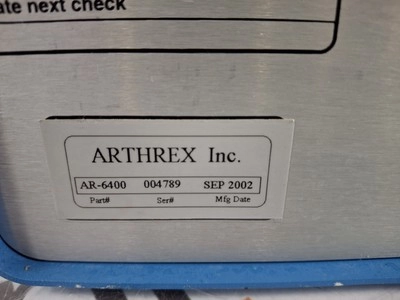 ate next check
ARTHREX Inc.
AR-6400 004789 SEP 2002
Part# Ser# Mfg Date